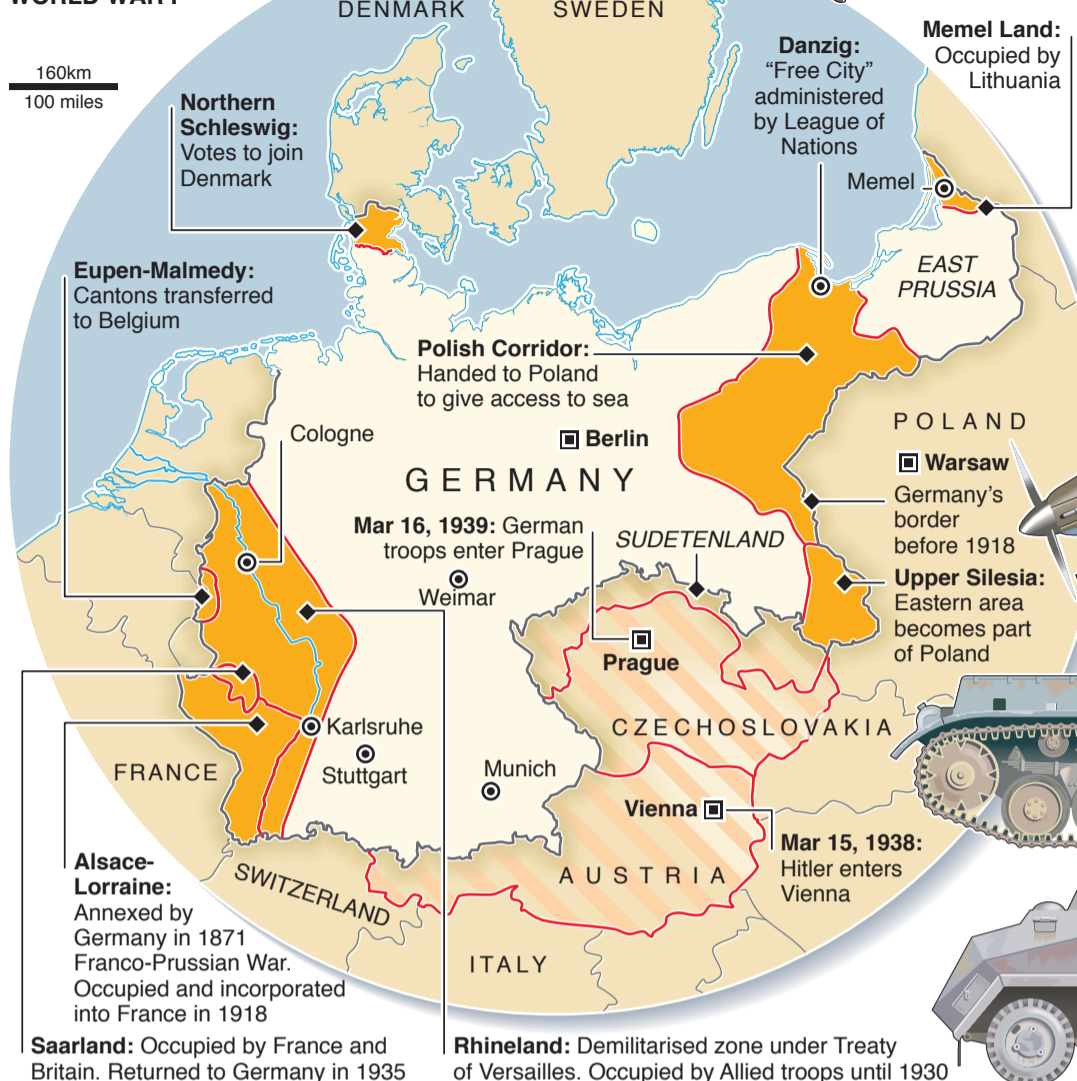 DENMARK
SWEDEN
160km
100 miles
Northern
Schleswig:
Votes to join
Denmark
Danzig:
“Free City”
administered
by League of
Nations
Memel Land:
Occupied by
Lithuania
Memel
EAST
PRUSSIA
Eupen-Malmedy:
Cantons transferred
to Belgium
Polish Corridor:
Handed to Poland
to give access to sea
Cologne
Berlin
GERMANY
POLAND
Warsaw
Germany’s
border
before 1918
Mar 16, 1939: German
troops enter Prague
SUDETENLAND
Weimar
Upper Silesia:
Eastern area
becomes part
of Poland
Prague
CZECHOSLOVAKIA
Karlsruhe
Stuttgart
FRANCE
Munich
Vienna
Mar 15, 1938:
Hitler enters
Vienna
AUSTRIA
SWITZERLAND
ITALY
Alsace-
Lorraine:
Annexed by
Germany in 1871
Franco-Prussian War.
Occupied and incorporated
into France in 1918
Saarland: Occupied by France and
Britain. Returned to Germany in 1935
Rhineland: Demilitarised zone under Treaty
of Versailles. Occupied by Allied troops until 1930